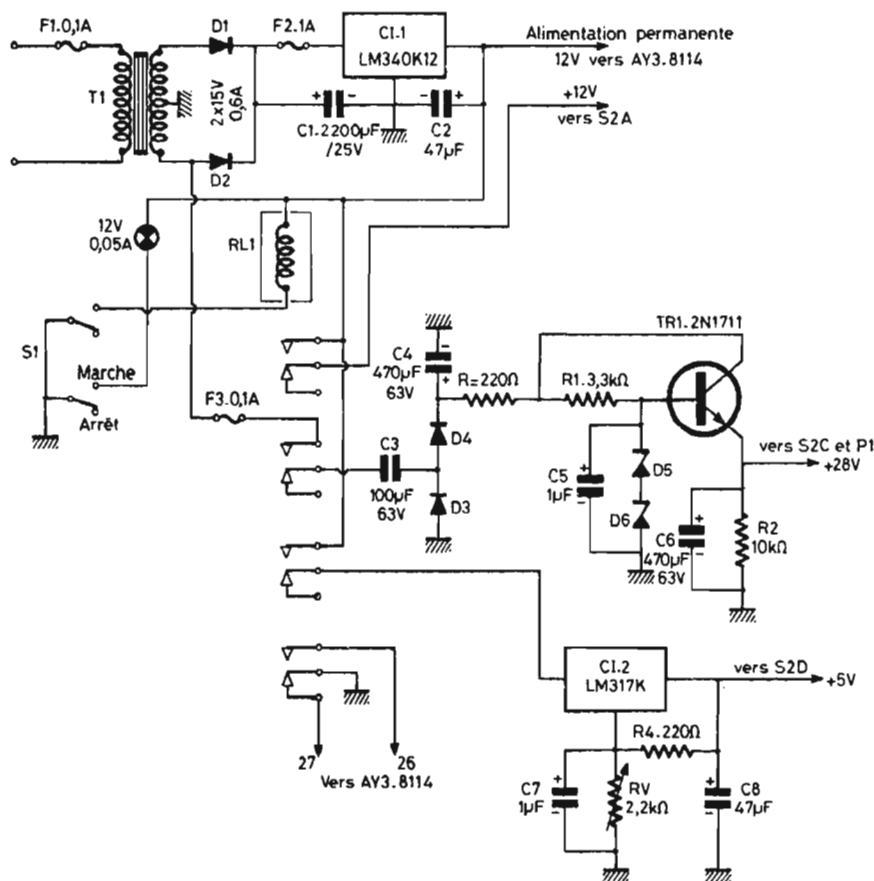 F1.0,1A
D1
F2.1A
CI.1
LM340K12
Alimentation permanente
12V vers AY3.8114
T1
2x15V
0,6A
+ -
- +
C1.2200µF
/25V
C2
47µF
+12V
vers S2A
D2
12V
0,05A
RL1
S1
Marche
Arrêt
F3.0,1A
C4
470µF
63V
-
+
R=220Ω
R1.3,3kΩ
TR1.2N1711
D4
C3
100µF
63V
D3
C5
1µF
+
-
D5
D6
vers S2C et P1
+28V
C6
470µF
63V
+
-
R2
10kΩ
CI.2
LM317K
vers S2D
+5V
R4.220Ω
27
26
Vers AY3.8114
C7
1µF
+
-
RV
2,2kΩ
C8
47µF
+
-